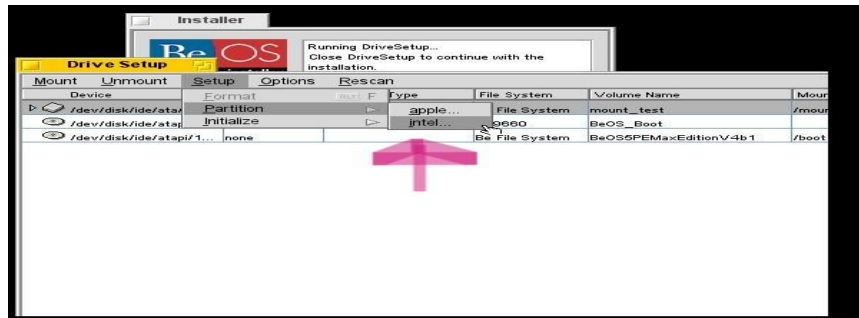 Installer
BeOS
Running DriveSetup...
Close DriveSetup to continue with the
installation.
Drive Setup
Mount Unmount Setup Options Rescan
Device Type File System Volume Name Moun
Format F
/dev/disk/ide/ata File System mount_test /moun
Partition
apple...
/dev/disk/ide/atap 9660 BeOS_Boot
Initialize
intel...
/dev/disk/ide/atapi/1... none Be File System BeOS5PEMaxEditionV4b1 /boot